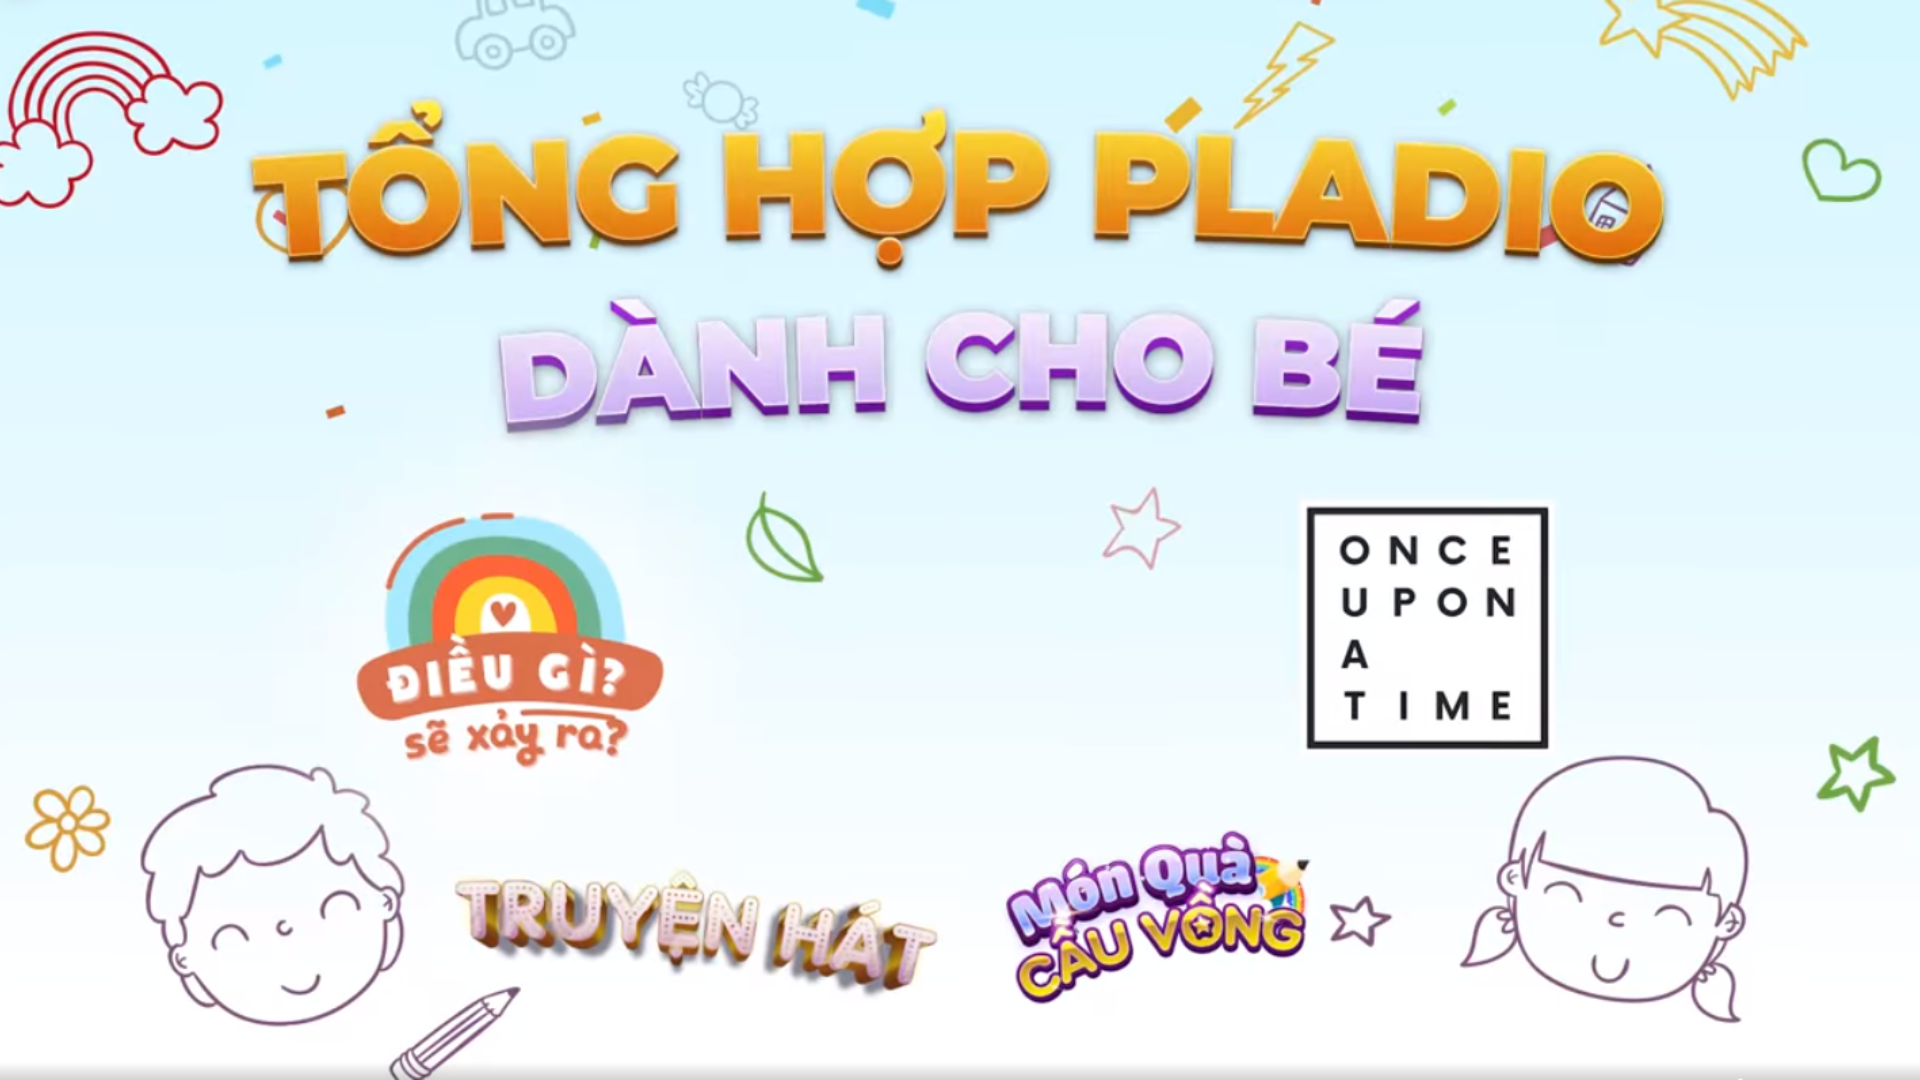 TỔNG HỢP PLADIO
DÀNH CHO BÉ
ĐIỀU GÌ?
sẽ xảy ra?
ONCE
UPON
A
TIME
TRUYỆN HÁT
Món Quà
CẦU VỒNG